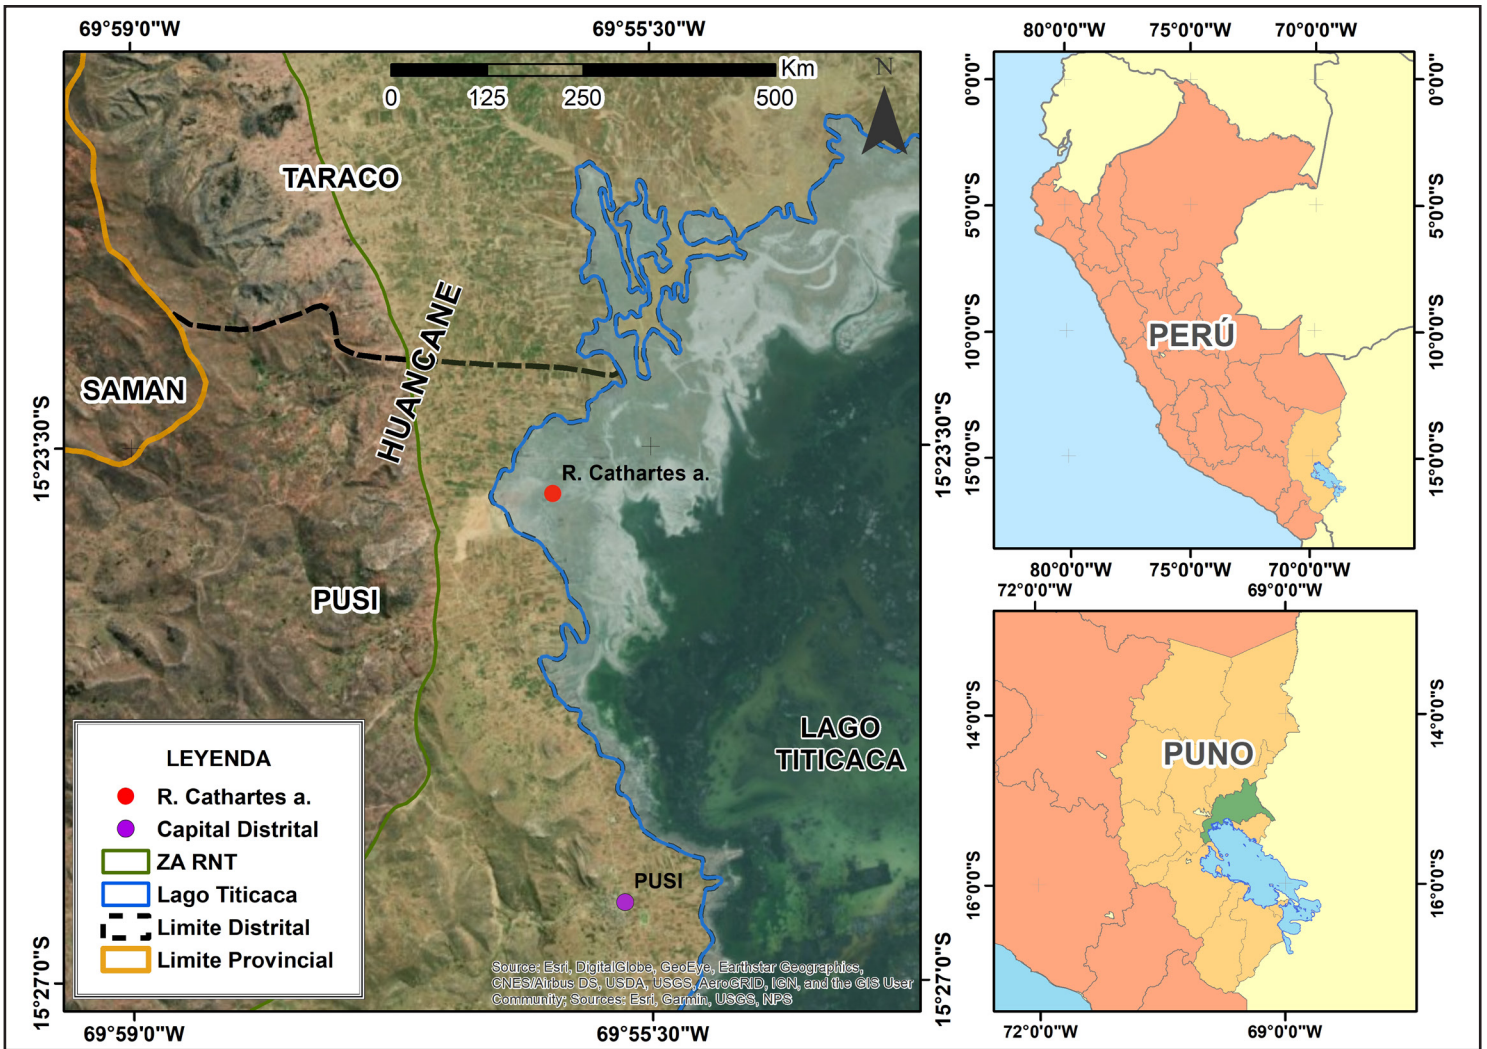 69°59'0"W
69°55'30"W
Km
0
125
250
500
N
TARACO
HUANCANE
SAMAN
R. Cathartes a.
PUSI
LAGO
TITICACA
PUSI
LEYENDA
R. Cathartes a.
Capital Distrital
ZA RNT
Lago Titicaca
Limite Distrital
Limite Provincial
Source: Esri, DigitalGlobe, GeoEye, Earthstar Geographics,
CNES/Airbus DS, USDA, USGS, AeroGRID, IGN, and the GIS User
Community; Sources: Esri, Garmin, USGS, NPS
15°23'30"S
15°27'0"S
15°23'30"S
15°27'0"S
69°59'0"W
69°55'30"W
80°0'0"W
75°0'0"W
70°0'0"W
0°0'0"
5°0'0"S
10°0'0"S
15°0'0"S
PERÚ
0°0'0"
5°0'0"S
10°0'0"S
15°0'0"S
80°0'0"W
75°0'0"W
70°0'0"W
72°0'0"W
69°0'0"W
14°0'0"S
16°0'0"S
PUNO
14°0'0"S
16°0'0"S
72°0'0"W
69°0'0"W